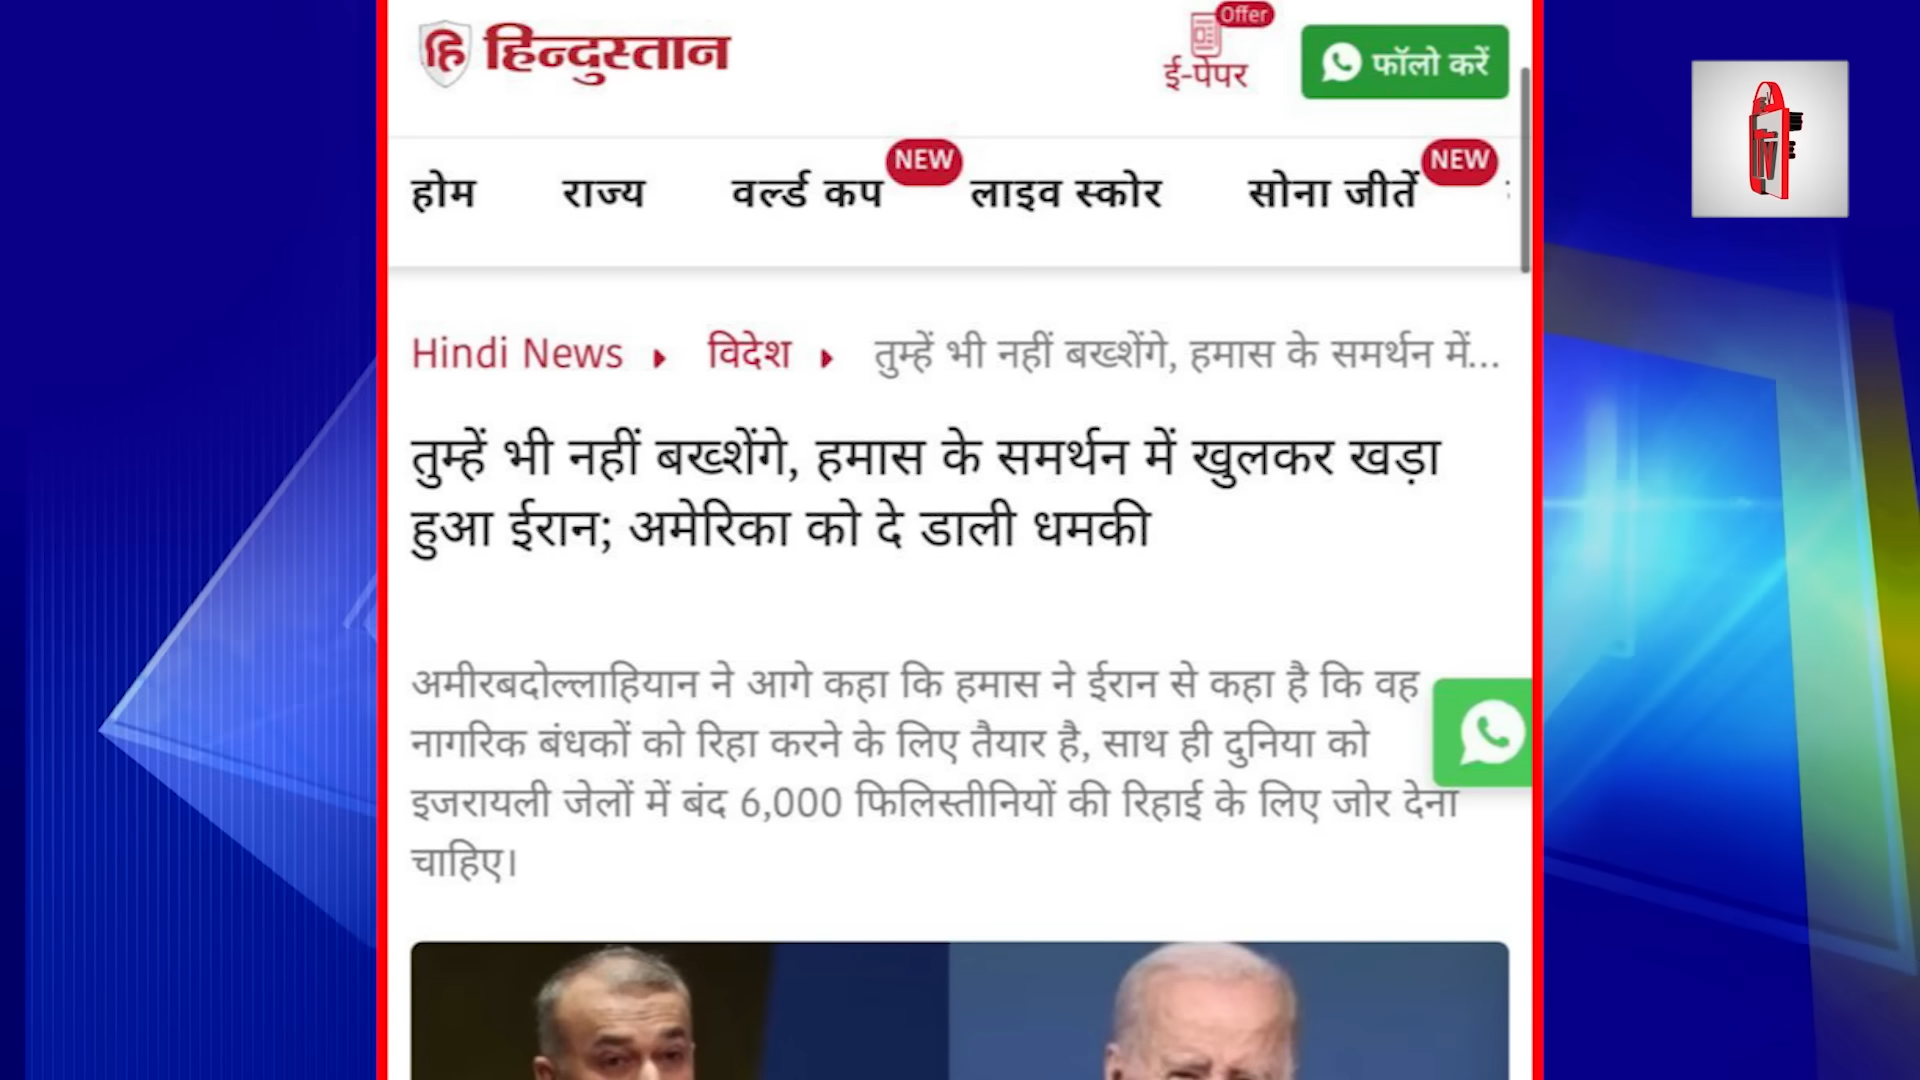 हि हिन्दुस्तान
Offer
ई-पेपर
फॉलो करें
होम राज्य वर्ल्ड कप NEW लाइव स्कोर सोना जीतें NEW
Hindi News विदेश तुम्हें भी नहीं बख्शेंगे, हमास के समर्थन में...
तुम्हें भी नहीं बख्शेंगे, हमास के समर्थन में खुलकर खड़ा
हुआ ईरान; अमेरिका को दे डाली धमकी
अमीरबदोल्लाहियान ने आगे कहा कि हमास ने ईरान से कहा है कि वह
नागरिक बंधकों को रिहा करने के लिए तैयार है, साथ ही दुनिया को
इजरायली जेलों में बंद 6,000 फिलिस्तीनियों की रिहाई के लिए जोर देना
चाहिए।